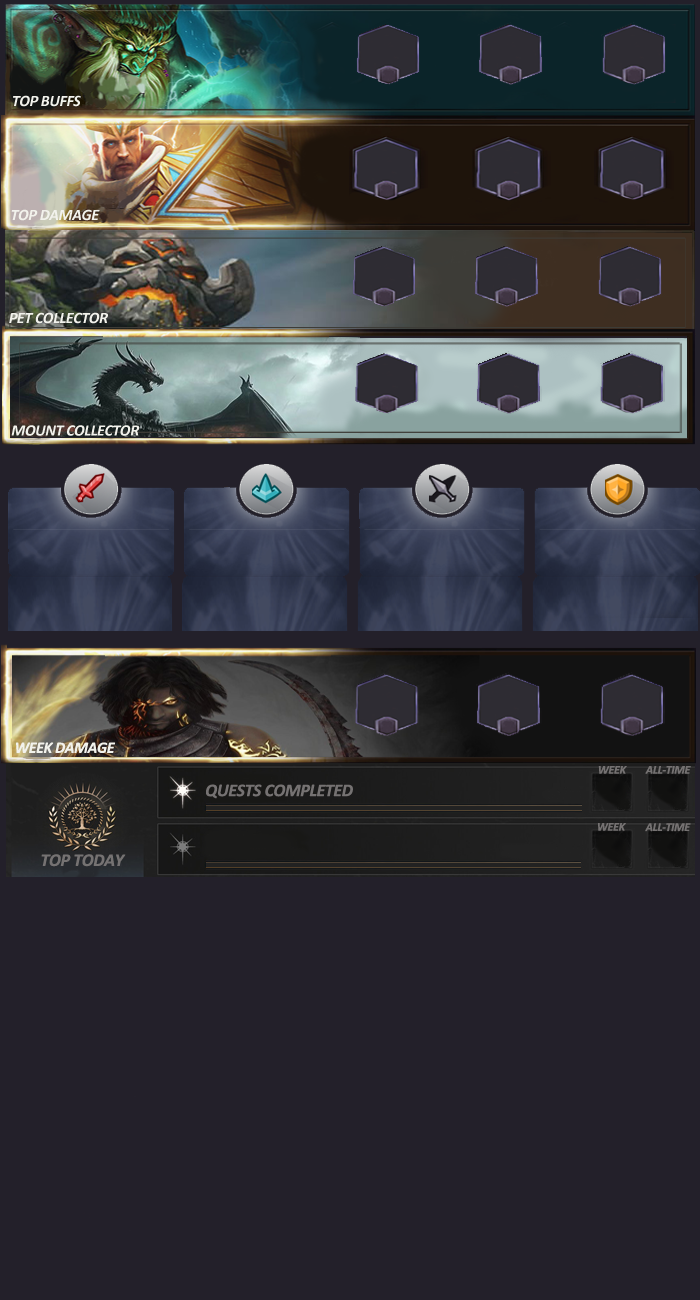 TOP BUFFS
TOP DAMAGE
PET COLLECTOR
MOUNT COLLECTOR
WEEK DAMAGE
WEEK ALL-TIME
QUESTS COMPLETED
WEEK ALL-TIME
TOP TODAY